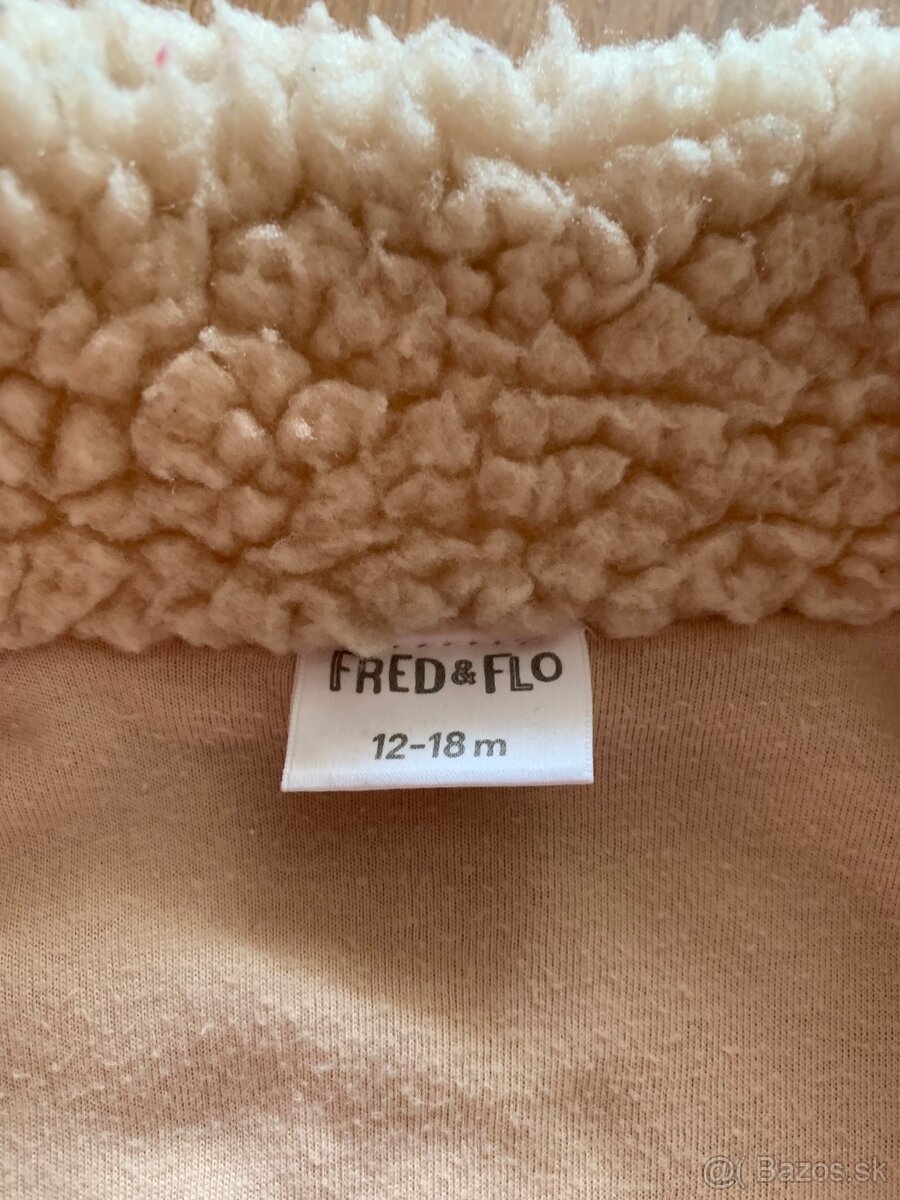 FRED & FLO
12-18 m
@( Bazos.sk